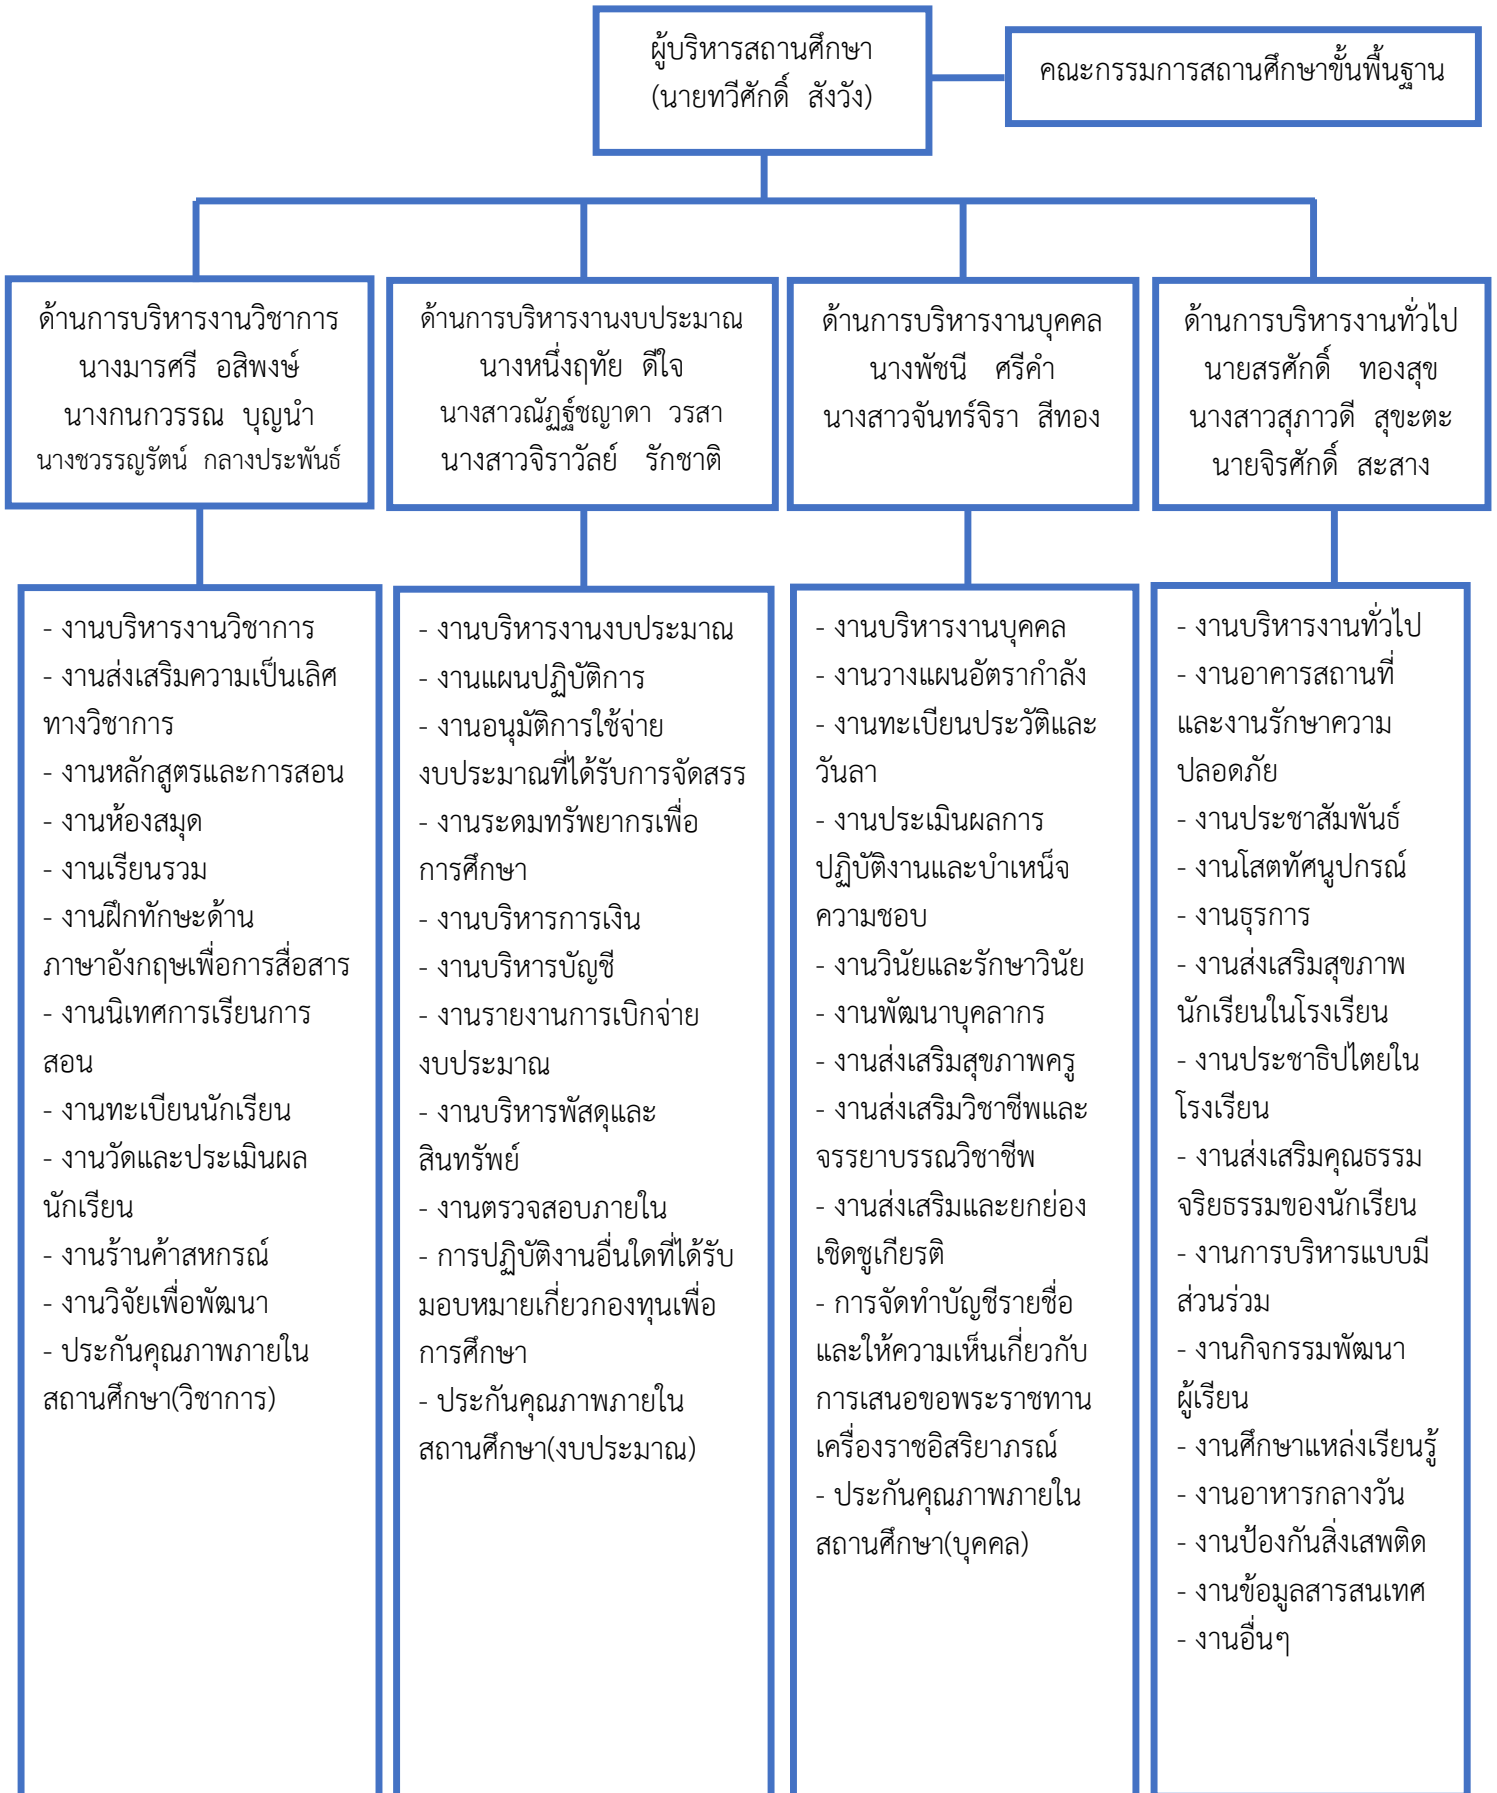 ผู้บริหารสถานศึกษา
(นายทวีศักดิ์ สังวัง)
คณะกรรมการสถานศึกษาขั้นพื้นฐาน
ด้านการบริหารงานวิชาการ
นางมารศรี อสิพงษ์
นางกนกวรรณ บุญนำ
นางชวรรญรัตน์ กลางประพันธ์
ด้านการบริหารงานงบประมาณ
นางหนึ่งฤทัย ดีใจ
นางสาวณัฏฐ์ชญาดา วรสา
นางสาวจิราวัลย์ รักชาติ
ด้านการบริหารงานบุคคล
นางพัชนี ศรีคำ
นางสาวจันทร์จิรา สีทอง
ด้านการบริหารงานทั่วไป
นายสรศักดิ์ ทองสุข
นางสาวสุภาวดี สุขะตะ
นายจิรศักดิ์ สะสาง
- งานบริหารงานวิชาการ
- งานส่งเสริมความเป็นเลิศ
ทางวิชาการ
- งานหลักสูตรและการสอน
- งานห้องสมุด
- งานเรียนรวม
- งานฝึกทักษะด้าน
ภาษาอังกฤษเพื่อการสื่อสาร
- งานนิเทศการเรียนการ
สอน
- งานทะเบียนนักเรียน
- งานวัดและประเมินผล
นักเรียน
- งานร้านค้าสหกรณ์
- งานวิจัยเพื่อพัฒนา
- ประกันคุณภาพภายใน
สถานศึกษา(วิชาการ)
- งานบริหารงานงบประมาณ
- งานแผนปฏิบัติการ
- งานอนุมัติการใช้จ่าย
งบประมาณที่ได้รับการจัดสรร
- งานระดมทรัพยากรเพื่อ
การศึกษา
- งานบริหารการเงิน
- งานบริหารบัญชี
- งานรายงานการเบิกจ่าย
งบประมาณ
- งานบริหารพัสดุและ
สินทรัพย์
- งานตรวจสอบภายใน
- การปฏิบัติงานอื่นใดที่ได้รับ
มอบหมายเกี่ยวกองทุนเพื่อ
การศึกษา
- ประกันคุณภาพภายใน
สถานศึกษา(งบประมาณ)
- งานบริหารงานบุคคล
- งานวางแผนอัตรากำลัง
- งานทะเบียนประวัติและ
วันลา
- งานประเมินผลการ
ปฏิบัติงานและบำเหน็จ
ความชอบ
- งานวินัยและรักษาวินัย
- งานพัฒนาบุคลากร
- งานส่งเสริมสุขภาพครู
- งานส่งเสริมวิชาชีพและ
จรรยาบรรณวิชาชีพ
- งานส่งเสริมและยกย่อง
เชิดชูเกียรติ
- การจัดทำบัญชีรายชื่อ
และให้ความเห็นเกี่ยวกับ
การเสนอขอพระราชทาน
เครื่องราชอิสริยาภรณ์
- ประกันคุณภาพภายใน
สถานศึกษา(บุคคล)
- งานบริหารงานทั่วไป
- งานอาคารสถานที่
และงานรักษาความ
ปลอดภัย
- งานประชาสัมพันธ์
- งานโสตทัศนูปกรณ์
- งานธุรการ
- งานส่งเสริมสุขภาพ
นักเรียนในโรงเรียน
- งานประชาธิปไตยใน
โรงเรียน
- งานส่งเสริมคุณธรรม
จริยธรรมของนักเรียน
- งานการบริหารแบบมี
ส่วนร่วม
- งานกิจกรรมพัฒนา
ผู้เรียน
- งานศึกษาแหล่งเรียนรู้
- งานอาหารกลางวัน
- งานป้องกันสิ่งเสพติด
- งานข้อมูลสารสนเทศ
- งานอื่นๆ